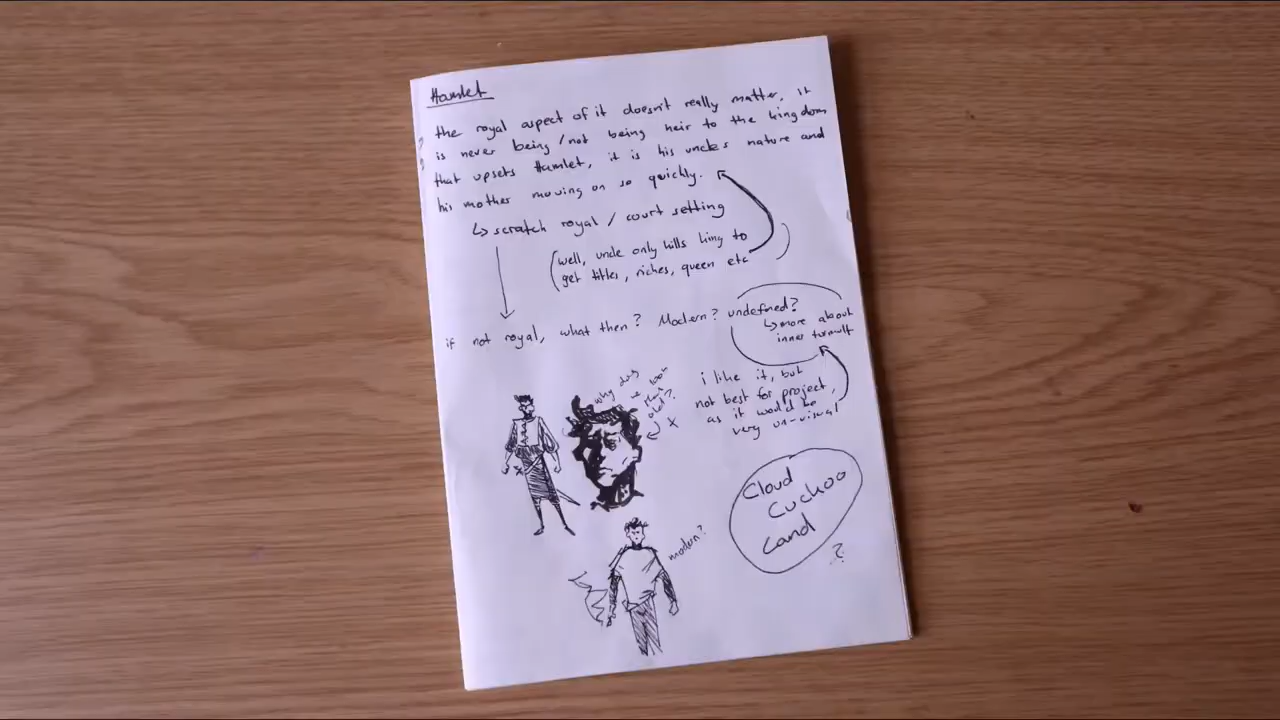 Hamlet
the royal aspect of it doesn't really matter, it
is never being/not being heir to the kingdom
that upsets Hamlet, it is his uncles nature and
his mother moving on so quickly.
↳ scratch royal / court setting
(well, uncle only kills king to
get titles, riches, queen etc)
if not royal, what then? Modern? undefined?
↳ more about
inner turmult
i like it, but
not best for project,
as it would be
very un-visual
why does
he look
x
modern?
Cloud
Cuckoo
Land
?